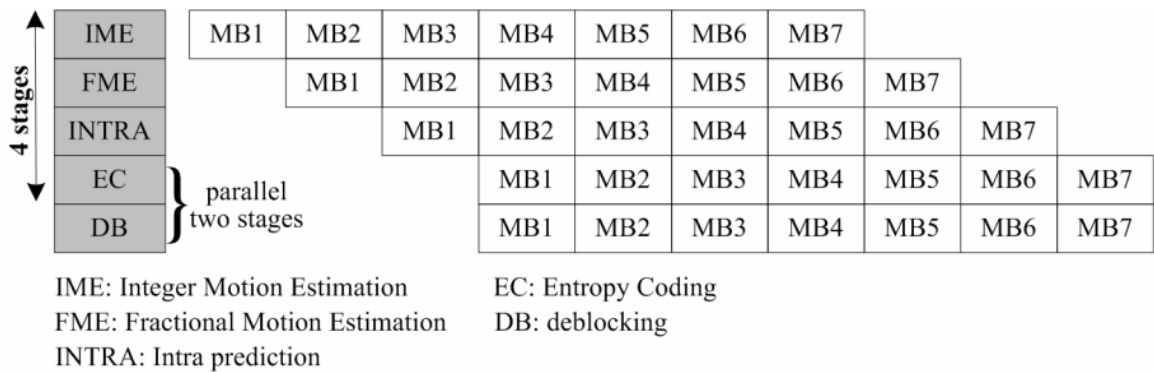 4 stages
IME MB1 MB2 MB3 MB4 MB5 MB6 MB7
FME MB1 MB2 MB3 MB4 MB5 MB6 MB7
INTRA MB1 MB2 MB3 MB4 MB5 MB6 MB7
EC MB1 MB2 MB3 MB4 MB5 MB6 MB7
DB MB1 MB2 MB3 MB4 MB5 MB6 MB7
parallel
two stages
IME: Integer Motion Estimation EC: Entropy Coding
FME: Fractional Motion Estimation DB: deblocking
INTRA: Intra prediction